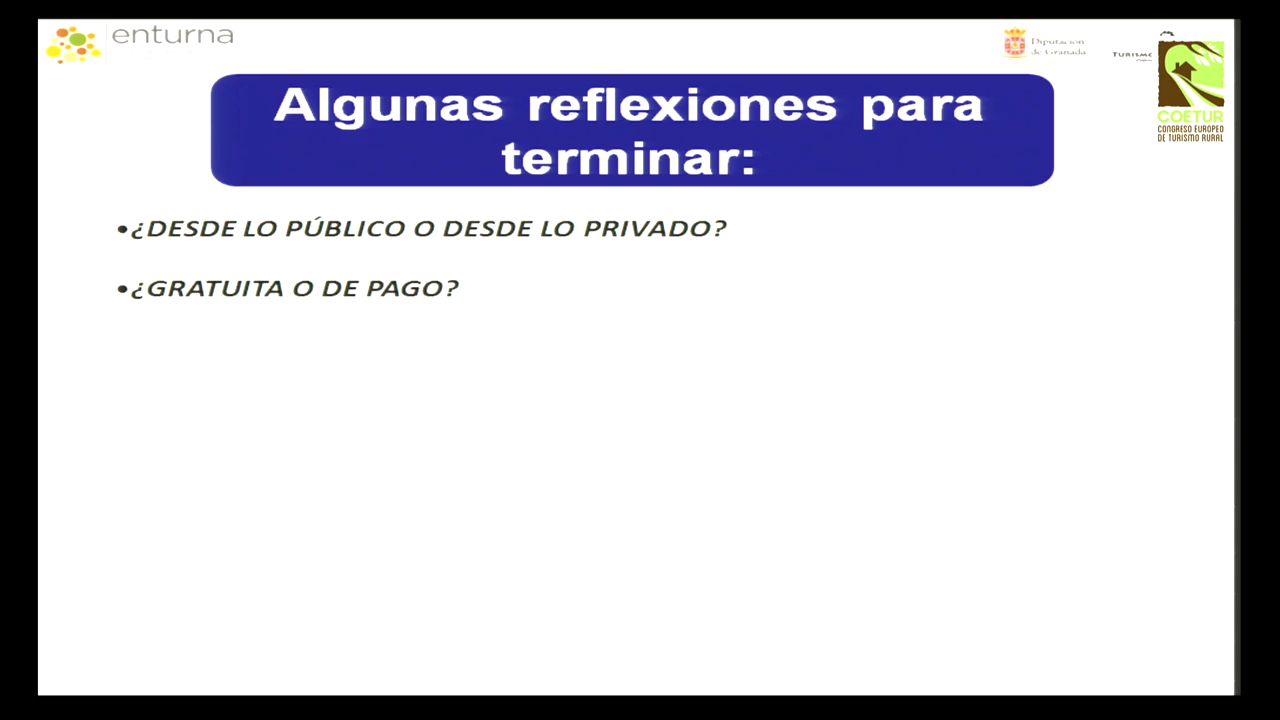 enturna
Diputación
de Granada
TURISMO
COETUR
CONGRESO EUROPEO
DE TURISMO RURAL
Algunas reflexiones para
terminar:
•¿DESDE LO PÚBLICO O DESDE LO PRIVADO?
•¿GRATUITA O DE PAGO?